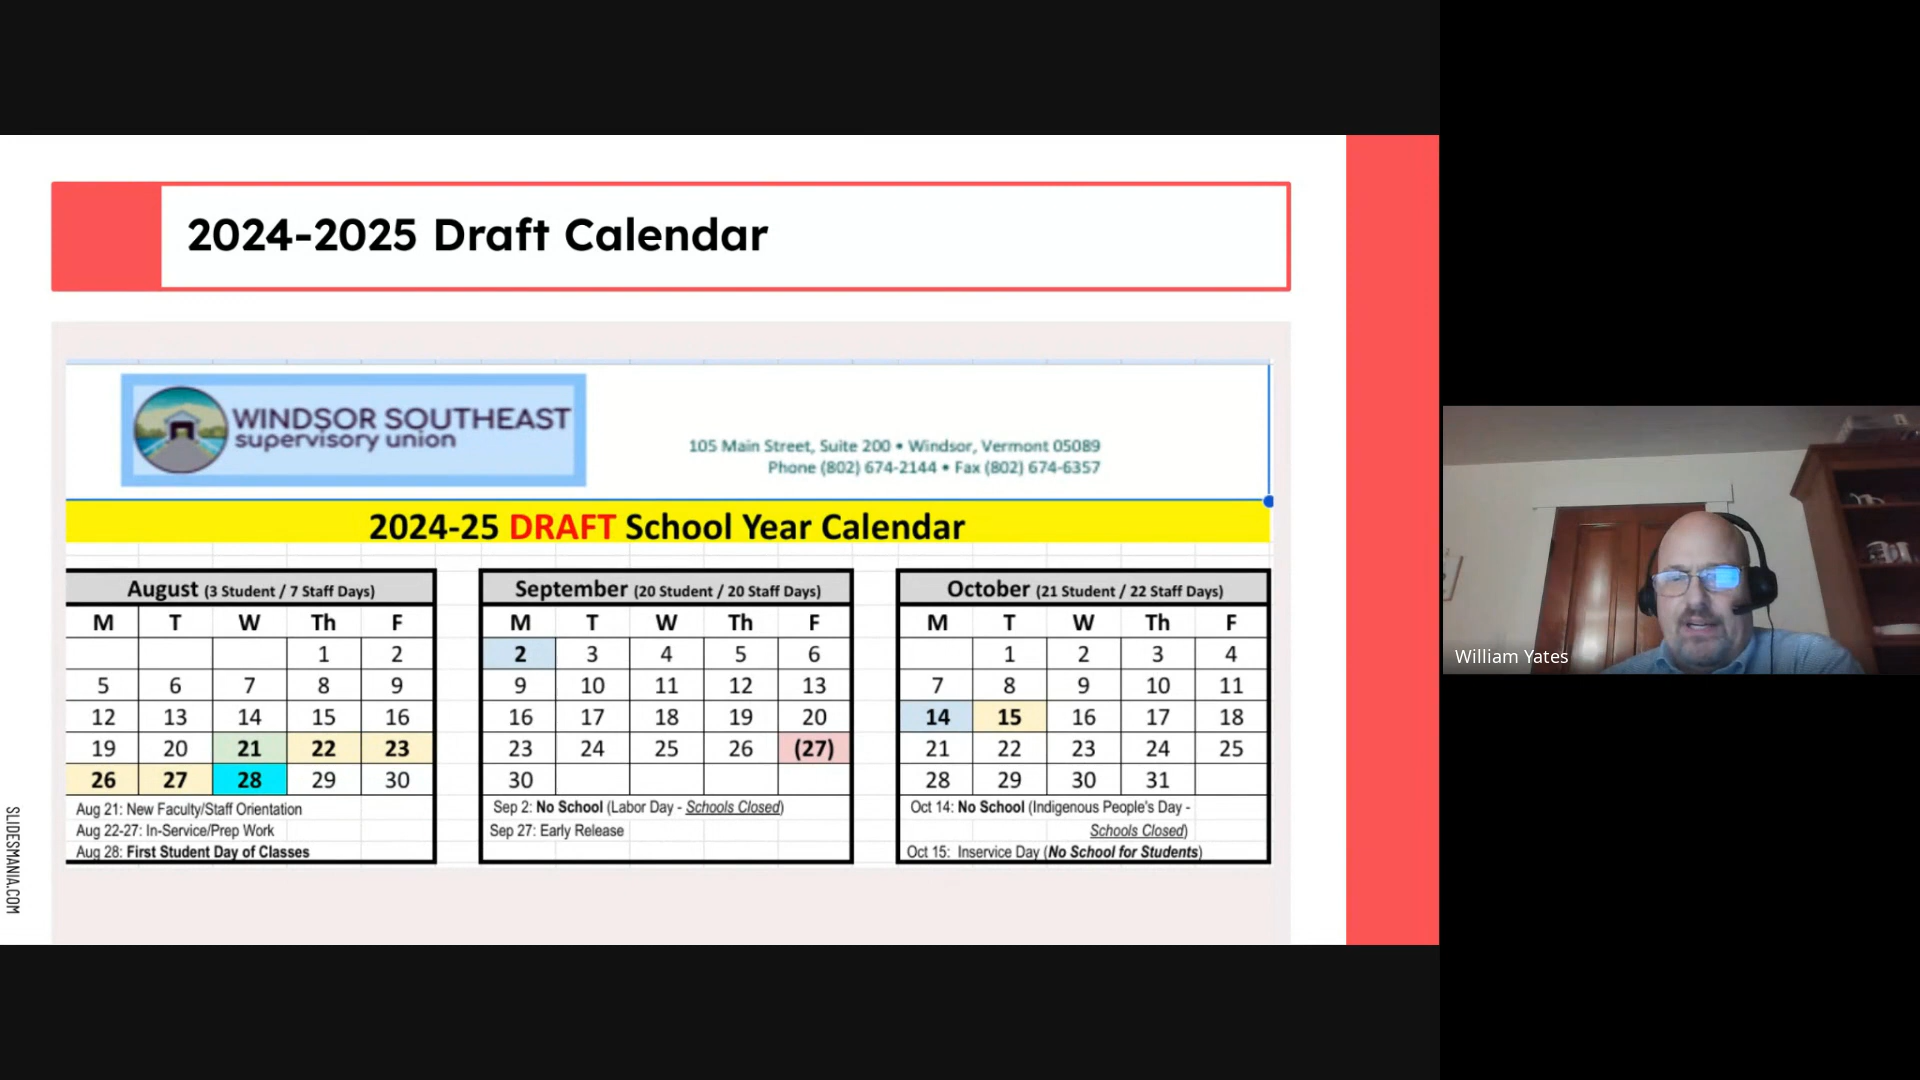 2024-2025 Draft Calendar
WINDSOR SOUTHEAST
supervisory union
105 Main Street, Suite 200 • Windsor, Vermont 05089
Phone (802) 674-2144 • Fax (802) 674-6357
2024-25 DRAFT School Year Calendar
August (3 Student / 7 Staff Days)
M T W Th F
1 2
5 6 7 8 9
12 13 14 15 16
19 20 21 22 23
26 27 28 29 30
Aug 21: New Faculty/Staff Orientation
Aug 22-27: In-Service/Prep Work
Aug 28: First Student Day of Classes
September (20 Student / 20 Staff Days)
M T W Th F
2 3 4 5 6
9 10 11 12 13
16 17 18 19 20
23 24 25 26 (27)
30
Sep 2: No School (Labor Day - Schools Closed)
Sep 27: Early Release
October (21 Student / 22 Staff Days)
M T W Th F
1 2 3 4
7 8 9 10 11
14 15 16 17 18
21 22 23 24 25
28 29 30 31
Oct 14: No School (Indigenous People's Day -
Schools Closed)
Oct 15: Inservice Day (No School for Students)
SLIDESMANIA.COM
William Yates